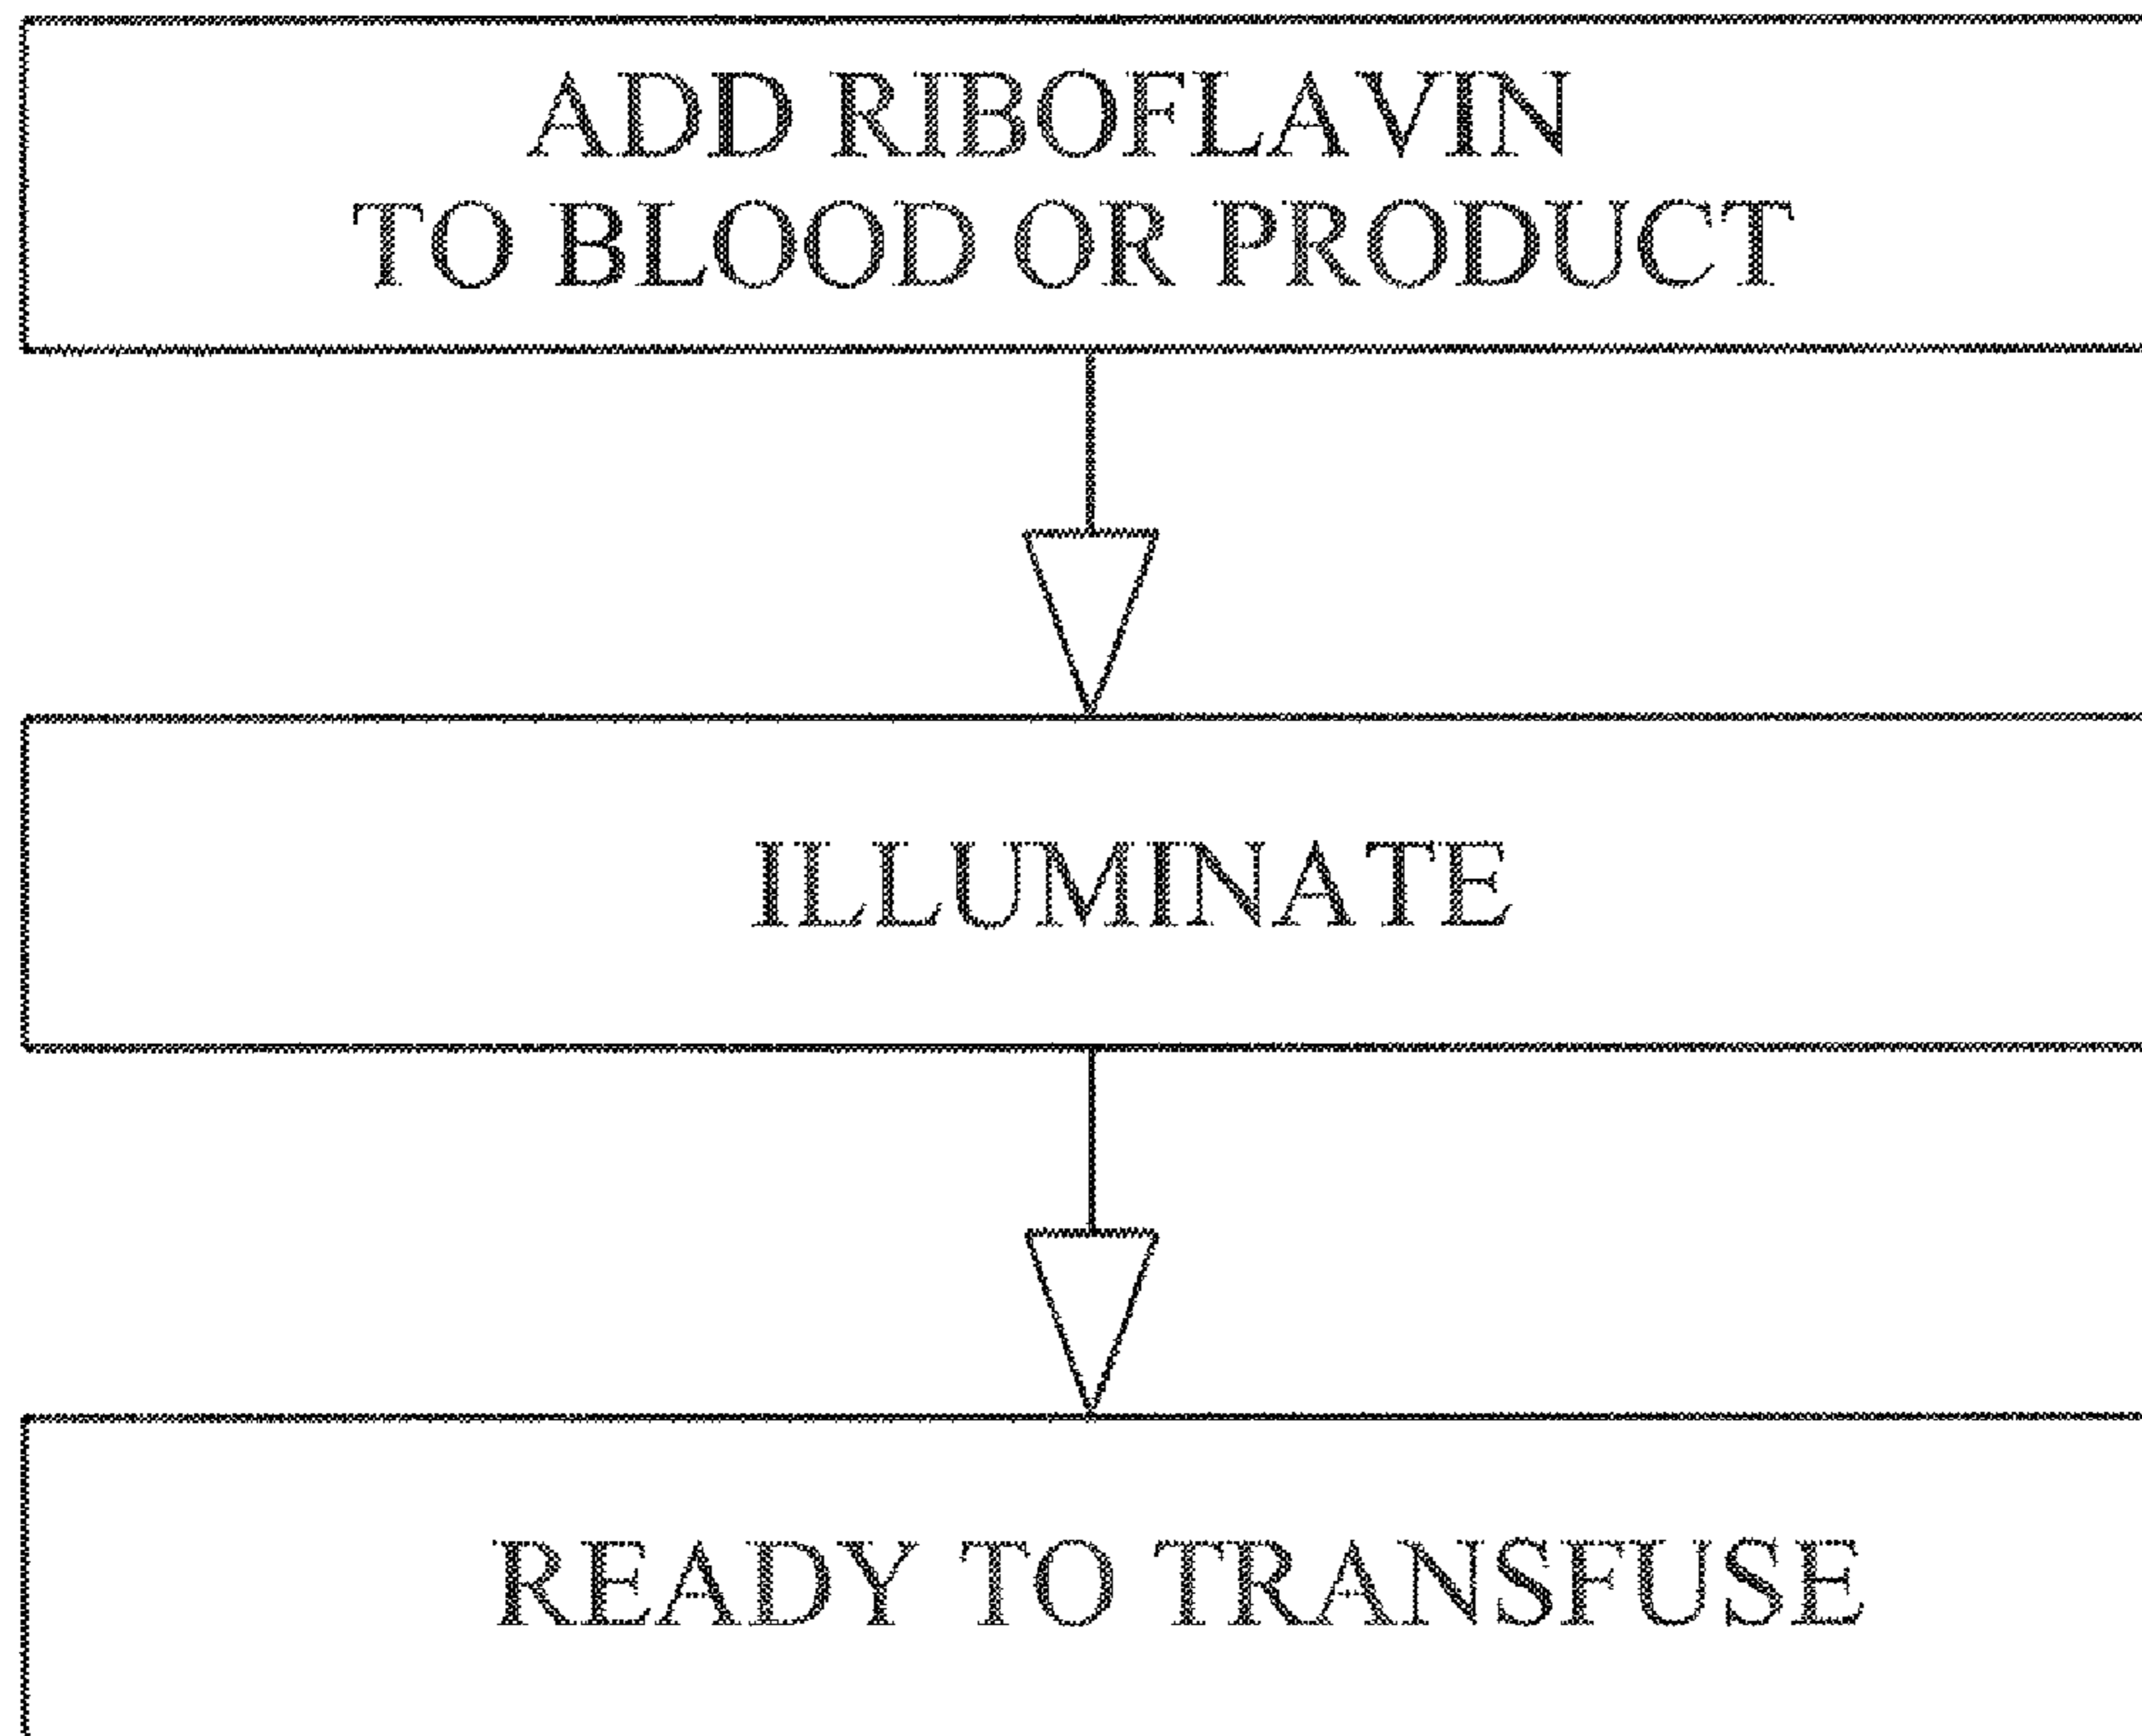 ADD RIBOFLAVIN
TO BLOOD OR PRODUCT
ILLUMINATE
READY TO TRANSFUSE